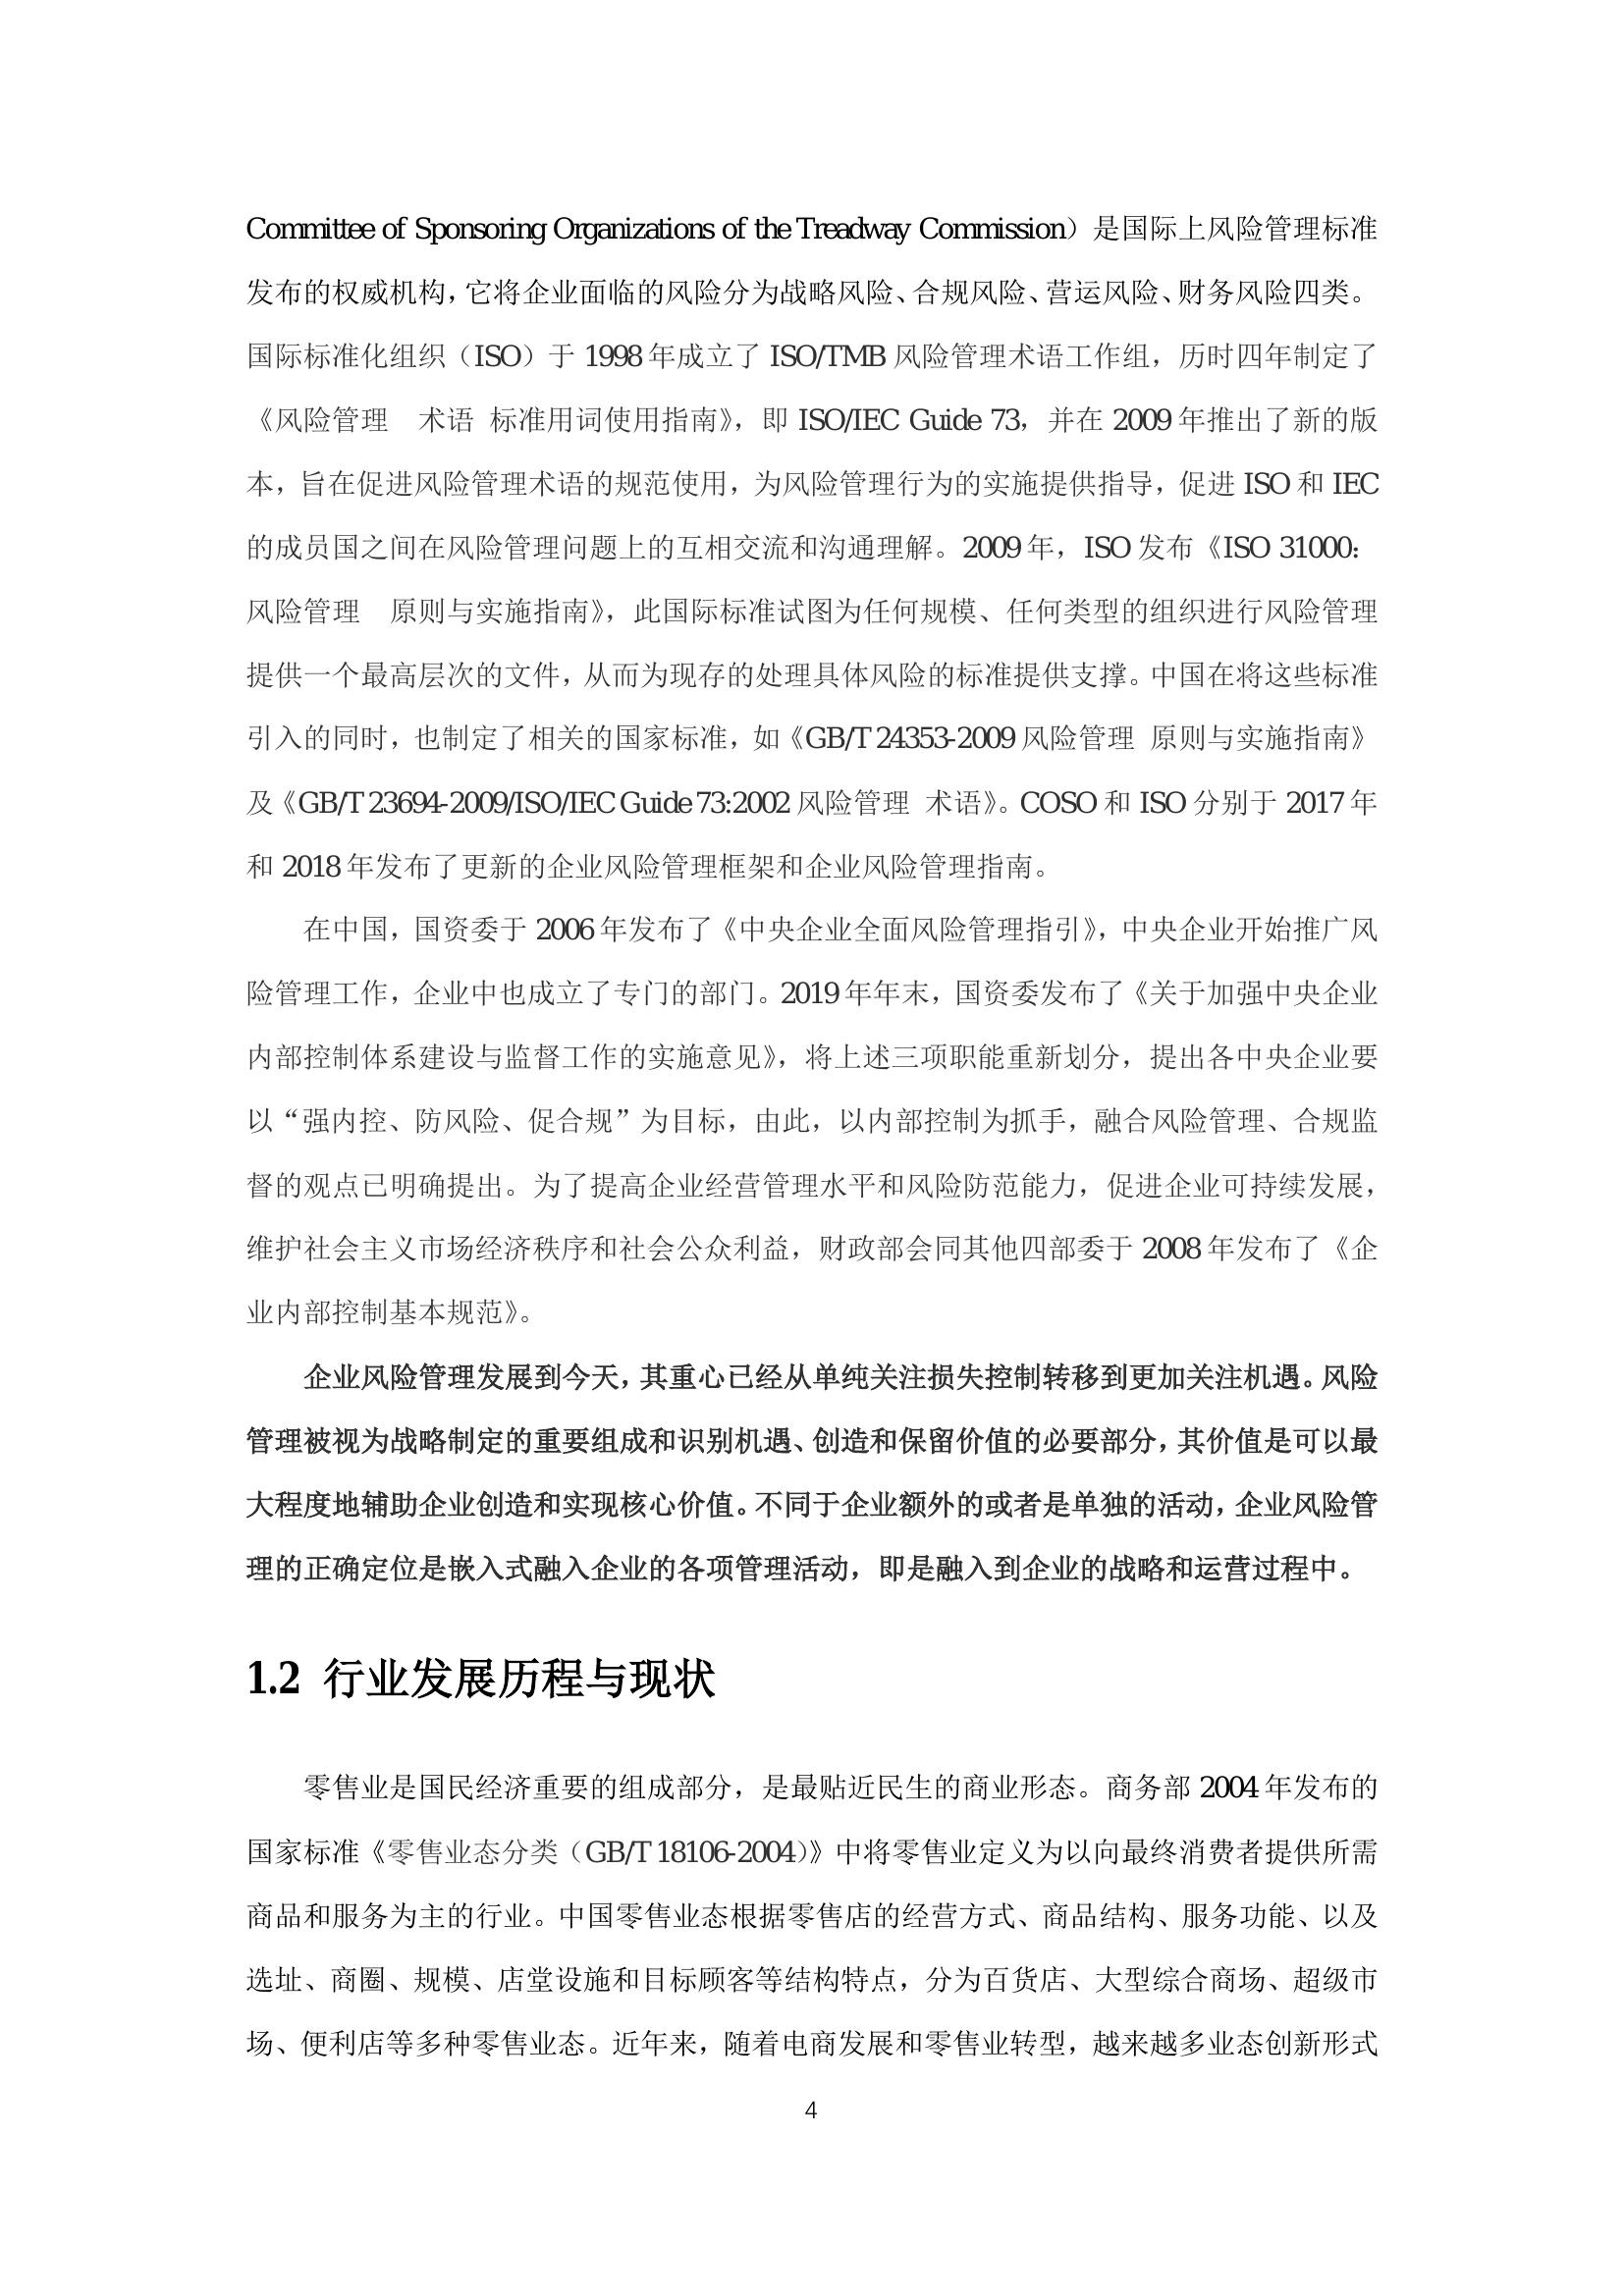 Committee of Sponsoring Organizations of the Treadway Commission）是国际上风险管理标准
发布的权威机构，它将企业面临的风险分为战略风险、合规风险、营运风险、财务风险四类。
国际标准化组织（ISO）于 1998 年成立了 ISO/TMB 风险管理术语工作组，历时四年制定了
《风险管理　术语 标准用词使用指南》，即 ISO/IEC Guide 73，并在 2009 年推出了新的版
本，旨在促进风险管理术语的规范使用，为风险管理行为的实施提供指导，促进 ISO 和 IEC
的成员国之间在风险管理问题上的互相交流和沟通理解。2009 年，ISO 发布《ISO 31000：
风险管理　原则与实施指南》，此国际标准试图为任何规模、任何类型的组织进行风险管理
提供一个最高层次的文件，从而为现存的处理具体风险的标准提供支撑。中国在将这些标准
引入的同时，也制定了相关的国家标准，如《GB/T 24353-2009 风险管理 原则与实施指南》
及《GB/T 23694-2009/ISO/IEC Guide 73:2002 风险管理 术语》。COSO 和 ISO 分别于 2017 年
和 2018 年发布了更新的企业风险管理框架和企业风险管理指南。
在中国，国资委于 2006 年发布了《中央企业全面风险管理指引》，中央企业开始推广风
险管理工作，企业中也成立了专门的部门。2019 年年末，国资委发布了《关于加强中央企业
内部控制体系建设与监督工作的实施意见》，将上述三项职能重新划分，提出各中央企业要
以“强内控、防风险、促合规”为目标，由此，以内部控制为抓手，融合风险管理、合规监
督的观点已明确提出。为了提高企业经营管理水平和风险防范能力，促进企业可持续发展，
维护社会主义市场经济秩序和社会公众利益，财政部会同其他四部委于 2008 年发布了《企
业内部控制基本规范》。
企业风险管理发展到今天，其重心已经从单纯关注损失控制转移到更加关注机遇。风险
管理被视为战略制定的重要组成和识别机遇、创造和保留价值的必要部分，其价值是可以最
大程度地辅助企业创造和实现核心价值。不同于企业额外的或者是单独的活动，企业风险管
理的正确定位是嵌入式融入企业的各项管理活动，即是融入到企业的战略和运营过程中。
1.2 行业发展历程与现状
零售业是国民经济重要的组成部分，是最贴近民生的商业形态。商务部 2004 年发布的
国家标准《零售业态分类（GB/T 18106-2004）》中将零售业定义为以向最终消费者提供所需
商品和服务为主的行业。中国零售业态根据零售店的经营方式、商品结构、服务功能、以及
选址、商圈、规模、店堂设施和目标顾客等结构特点，分为百货店、大型综合商场、超级市
场、便利店等多种零售业态。近年来，随着电商发展和零售业转型，越来越多业态创新形式
4